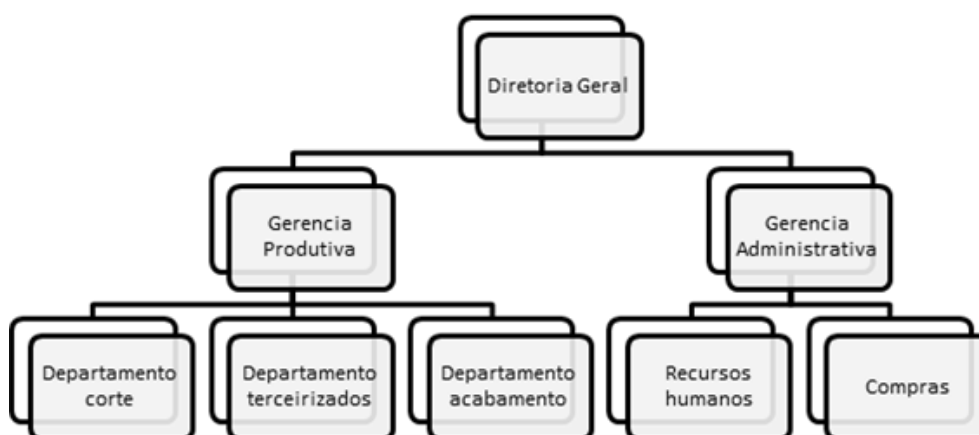 Diretoria Geral
Gerencia
Produtiva
Gerencia
Administrativa
Departamento
corte
Departamento
terceirizados
Departamento
acabamento
Recursos
humanos
Compras